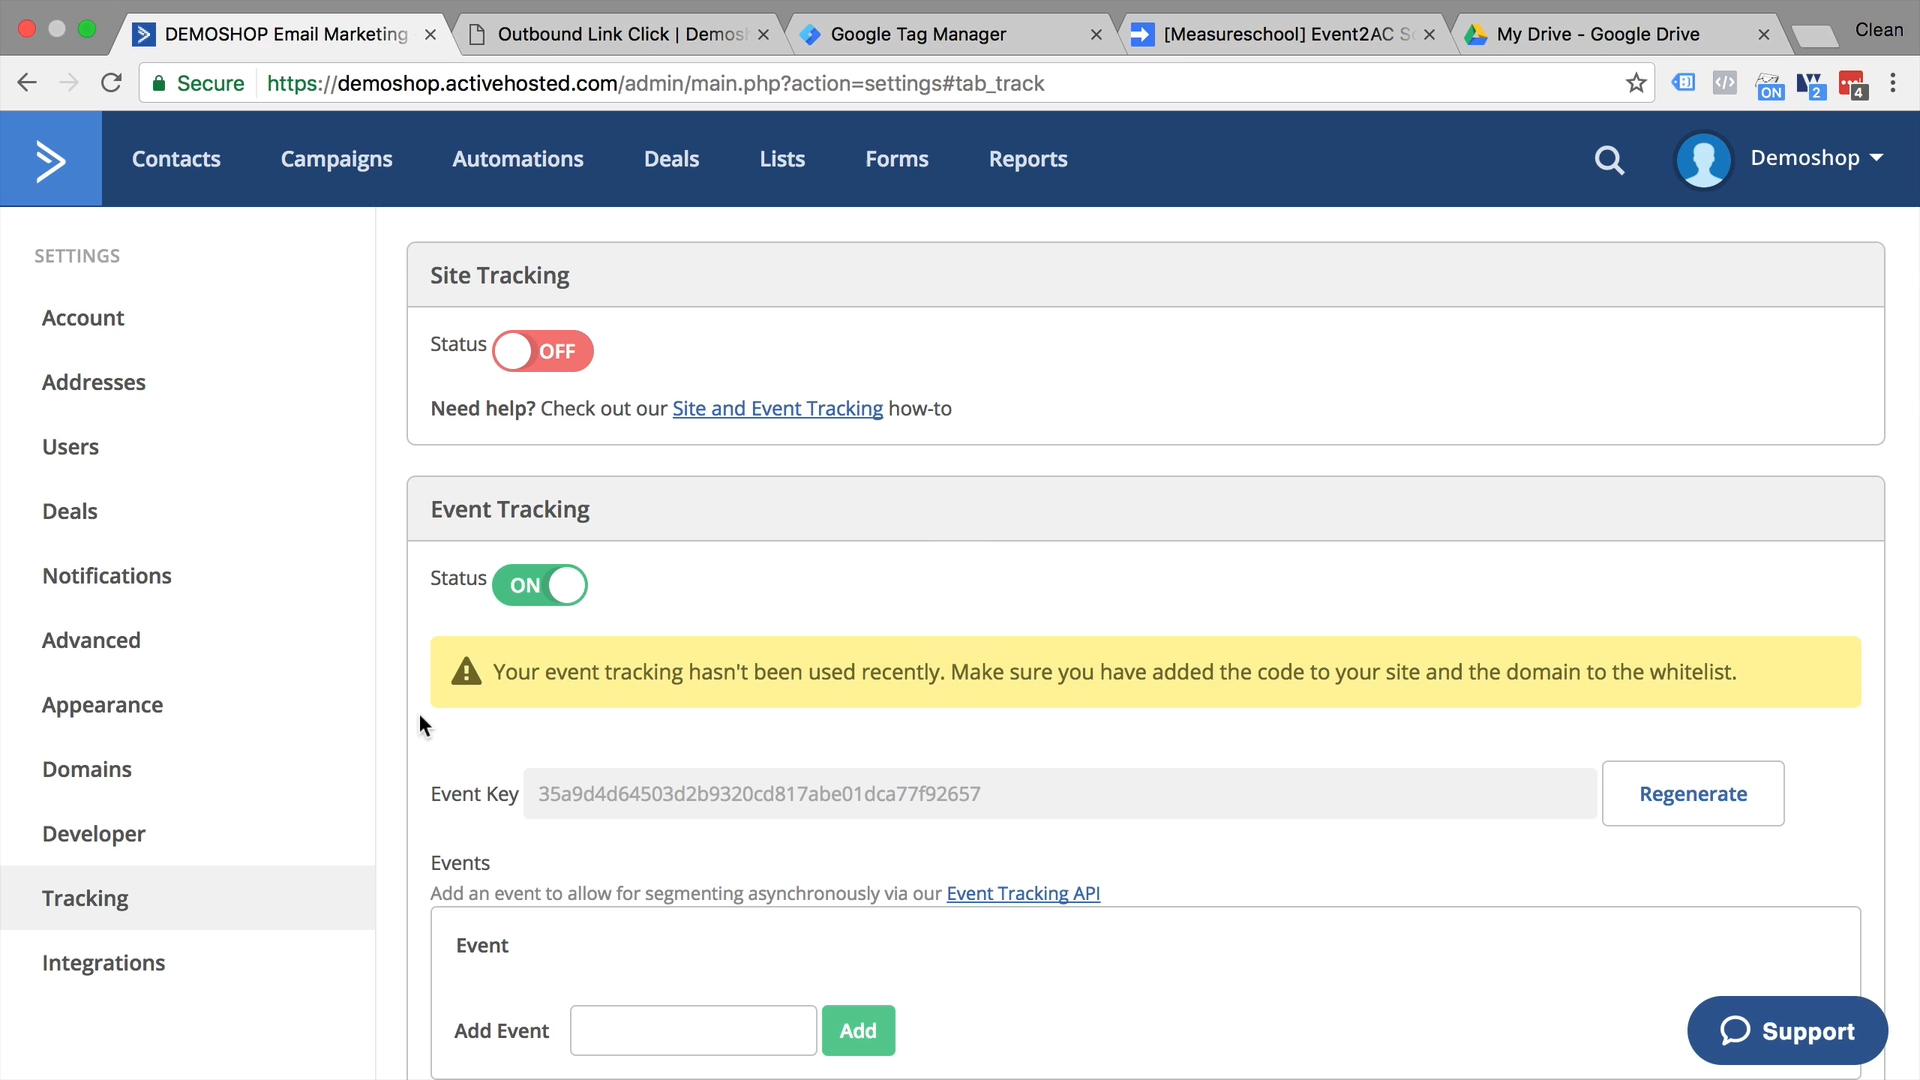 DEMOSHOP Email Marketing
Outbound Link Click | Demos
Google Tag Manager
[Measureschool] Event2AC S
My Drive - Google Drive
Clean
Secure
https://demoshop.activehosted.com/admin/main.php?action=settings#tab_track
ON
2
4
Contacts
Campaigns
Automations
Deals
Lists
Forms
Reports
Demoshop
SETTINGS
Account
Addresses
Users
Deals
Notifications
Advanced
Appearance
Domains
Developer
Tracking
Integrations
Site Tracking
Status OFF
Need help? Check out our Site and Event Tracking how-to
Event Tracking
Status ON
Your event tracking hasn't been used recently. Make sure you have added the code to your site and the domain to the whitelist.
Event Key 35a9d4d64503d2b9320cd817abe01dca77f92657 Regenerate
Events
Add an event to allow for segmenting asynchronously via our Event Tracking API
Event
Add Event Add
Support